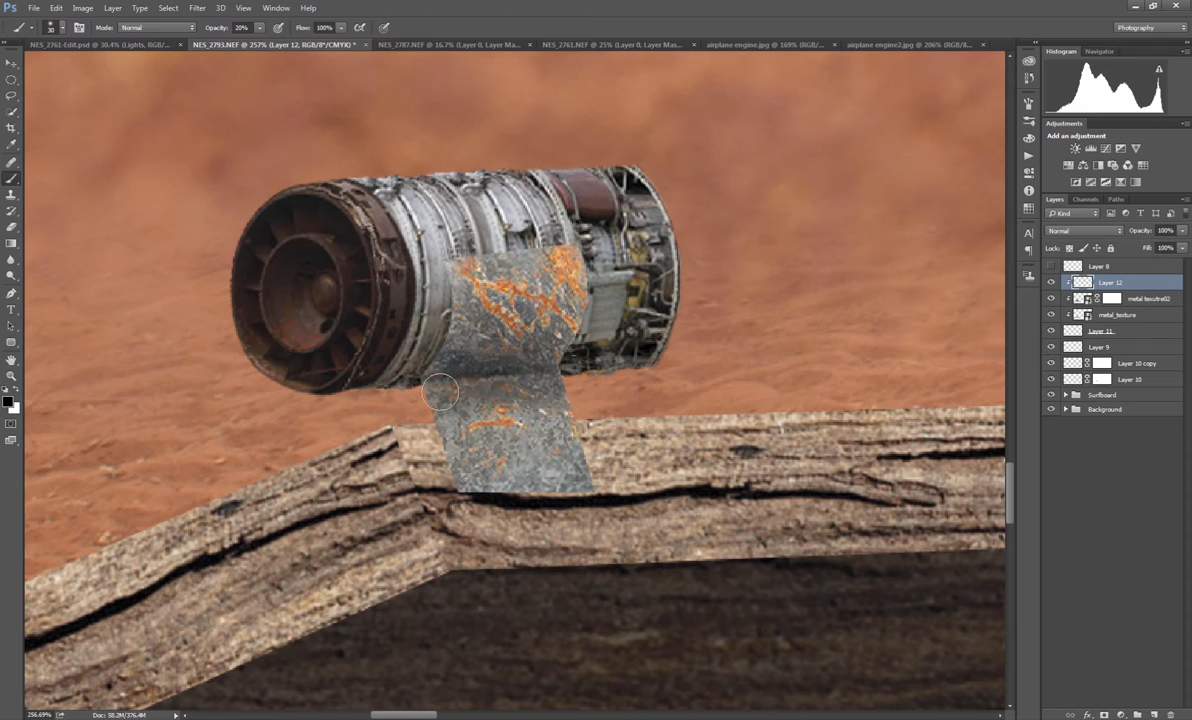 Ps File Edit Image Layer Type Select Filter 3D View Window Help
30 Mode: Normal Opacity: 20% Flow: 100% Photography
NES_2761-Edit.psd @ 30.4% (Lights, RGB/... × NES_2793.NEF @ 257% (Layer 12, RGB/8*/CMYK) * × NES_2787.NEF @ 16.7% (Layer 0, Layer Ma... × NES_2761.NEF @ 25% (Layer 0, Layer Mas... × airplane engine.jpg @ 169% (RGB/... × airplane engine2.jpg @ 206% (RGB/8... ×
Histogram Navigator
Adjustments
Add an adjustment
Layers Channels Paths
Kind
Normal Opacity: 100%
Lock: Fill: 100%
Layer 8
Layer 12
metal texutre02
metal_texture
Layer 11
Layer 9
Layer 10 copy
Layer 10
Surfboard
Background
256.69% Doc: 58.2M/376.4M